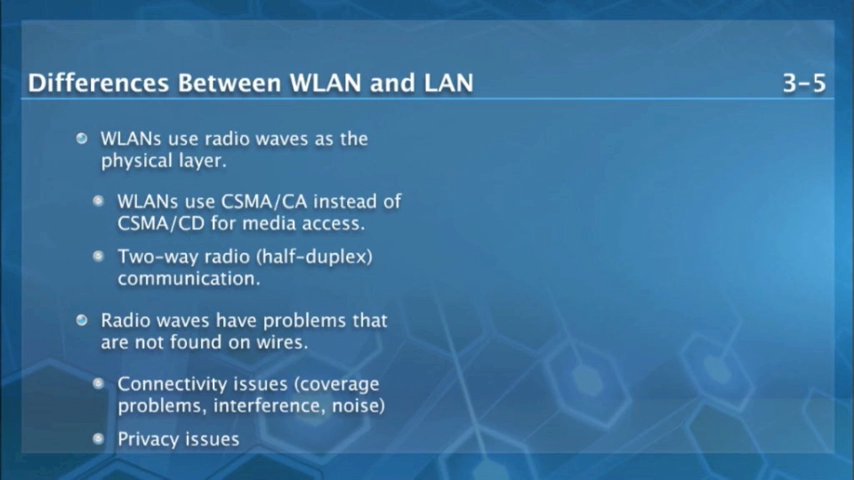 Differences Between WLAN and LAN 3-5
WLANs use radio waves as the
physical layer.
WLANs use CSMA/CA instead of
CSMA/CD for media access.
Two-way radio (half-duplex)
communication.
Radio waves have problems that
are not found on wires.
Connectivity issues (coverage
problems, interference, noise)
Privacy issues